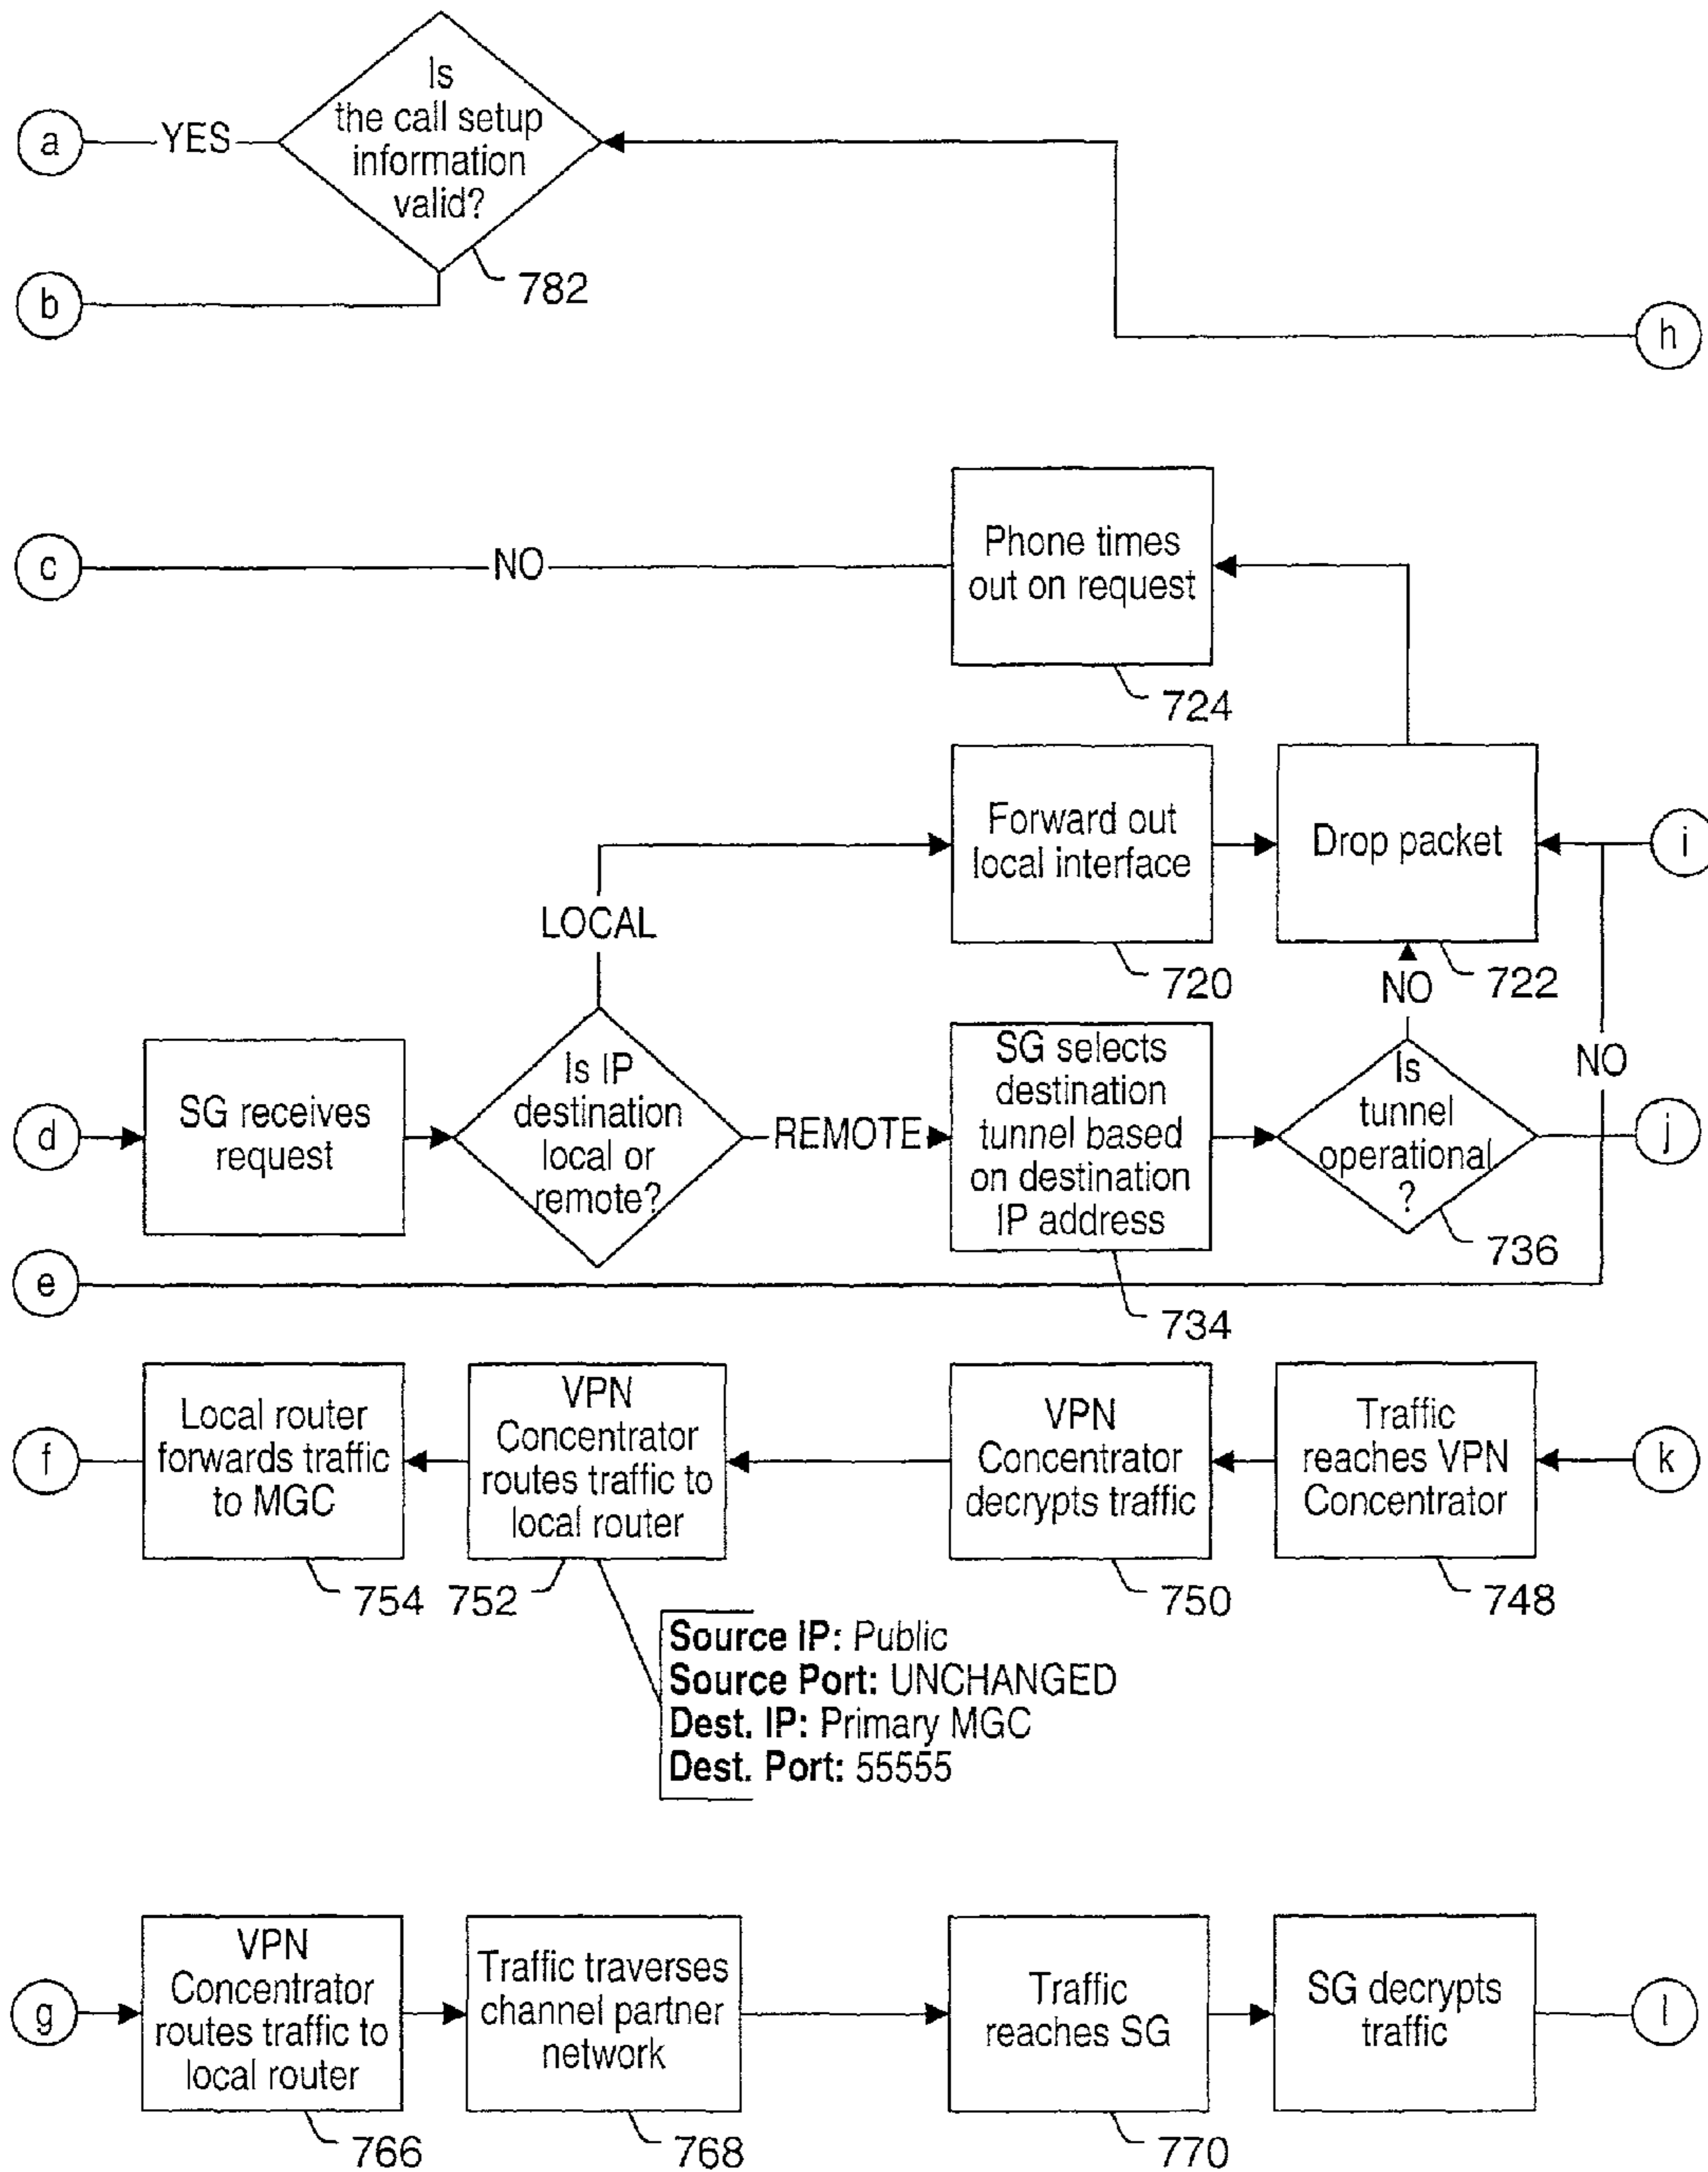 Is
the call setup
information
valid?
a
YES
782
b
h
Phone times
out on request
c
NO
724
Forward out
local interface
Drop packet
i
LOCAL
720
NO
722
SG receives
request
Is IP
destination
local or
remote?
REMOTE
SG selects
destination
tunnel based
on destination
IP address
Is
tunnel
operational
?
NO
d
j
736
e
734
Local router
forwards traffic
to MGC
VPN
Concentrator
routes traffic to
local router
VPN
Concentrator
decrypts traffic
Traffic
reaches VPN
Concentrator
f
k
754
752
750
748
Source IP: Public
Source Port: UNCHANGED
Dest. IP: Primary MGC
Dest. Port: 55555
g
VPN
Concentrator
routes traffic to
local router
Traffic traverses
channel partner
network
Traffic
reaches SG
SG decrypts
traffic
l
766
768
770